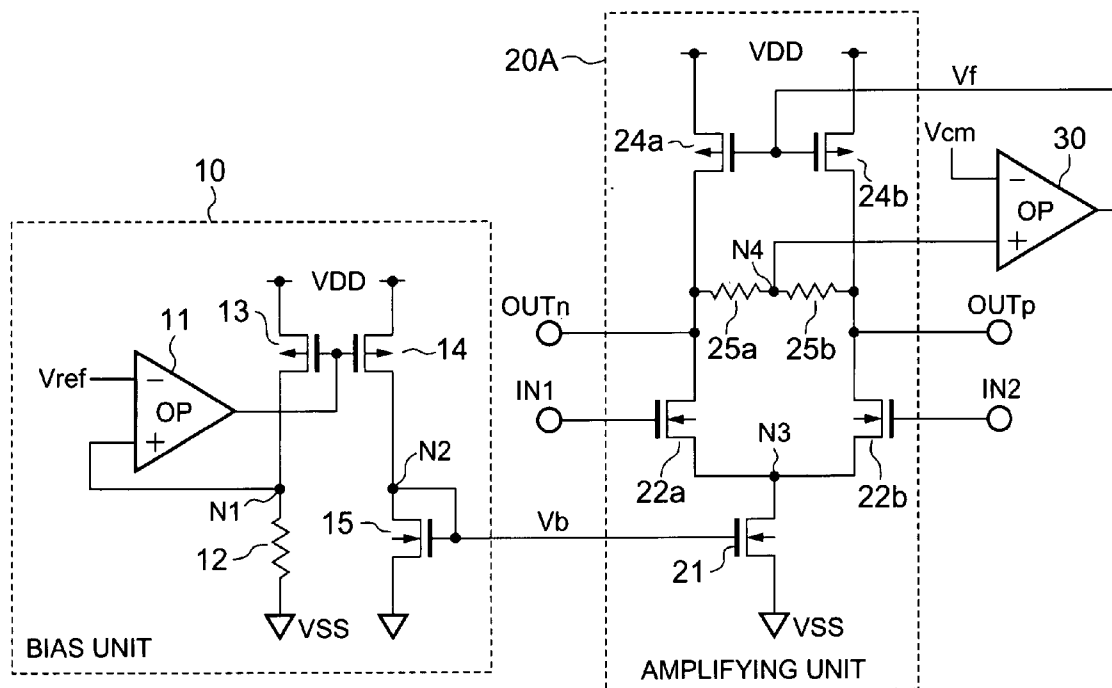 20A
VDD
Vf
24a
24b
Vcm
30
−
OP
+
10
VDD
13
14
11
Vref
−
OP
+
N4
OUTn
25a
25b
OUTp
IN1
IN2
N1
N2
N3
22a
22b
12
15
Vb
21
VSS
VSS
BIAS UNIT
AMPLIFYING UNIT